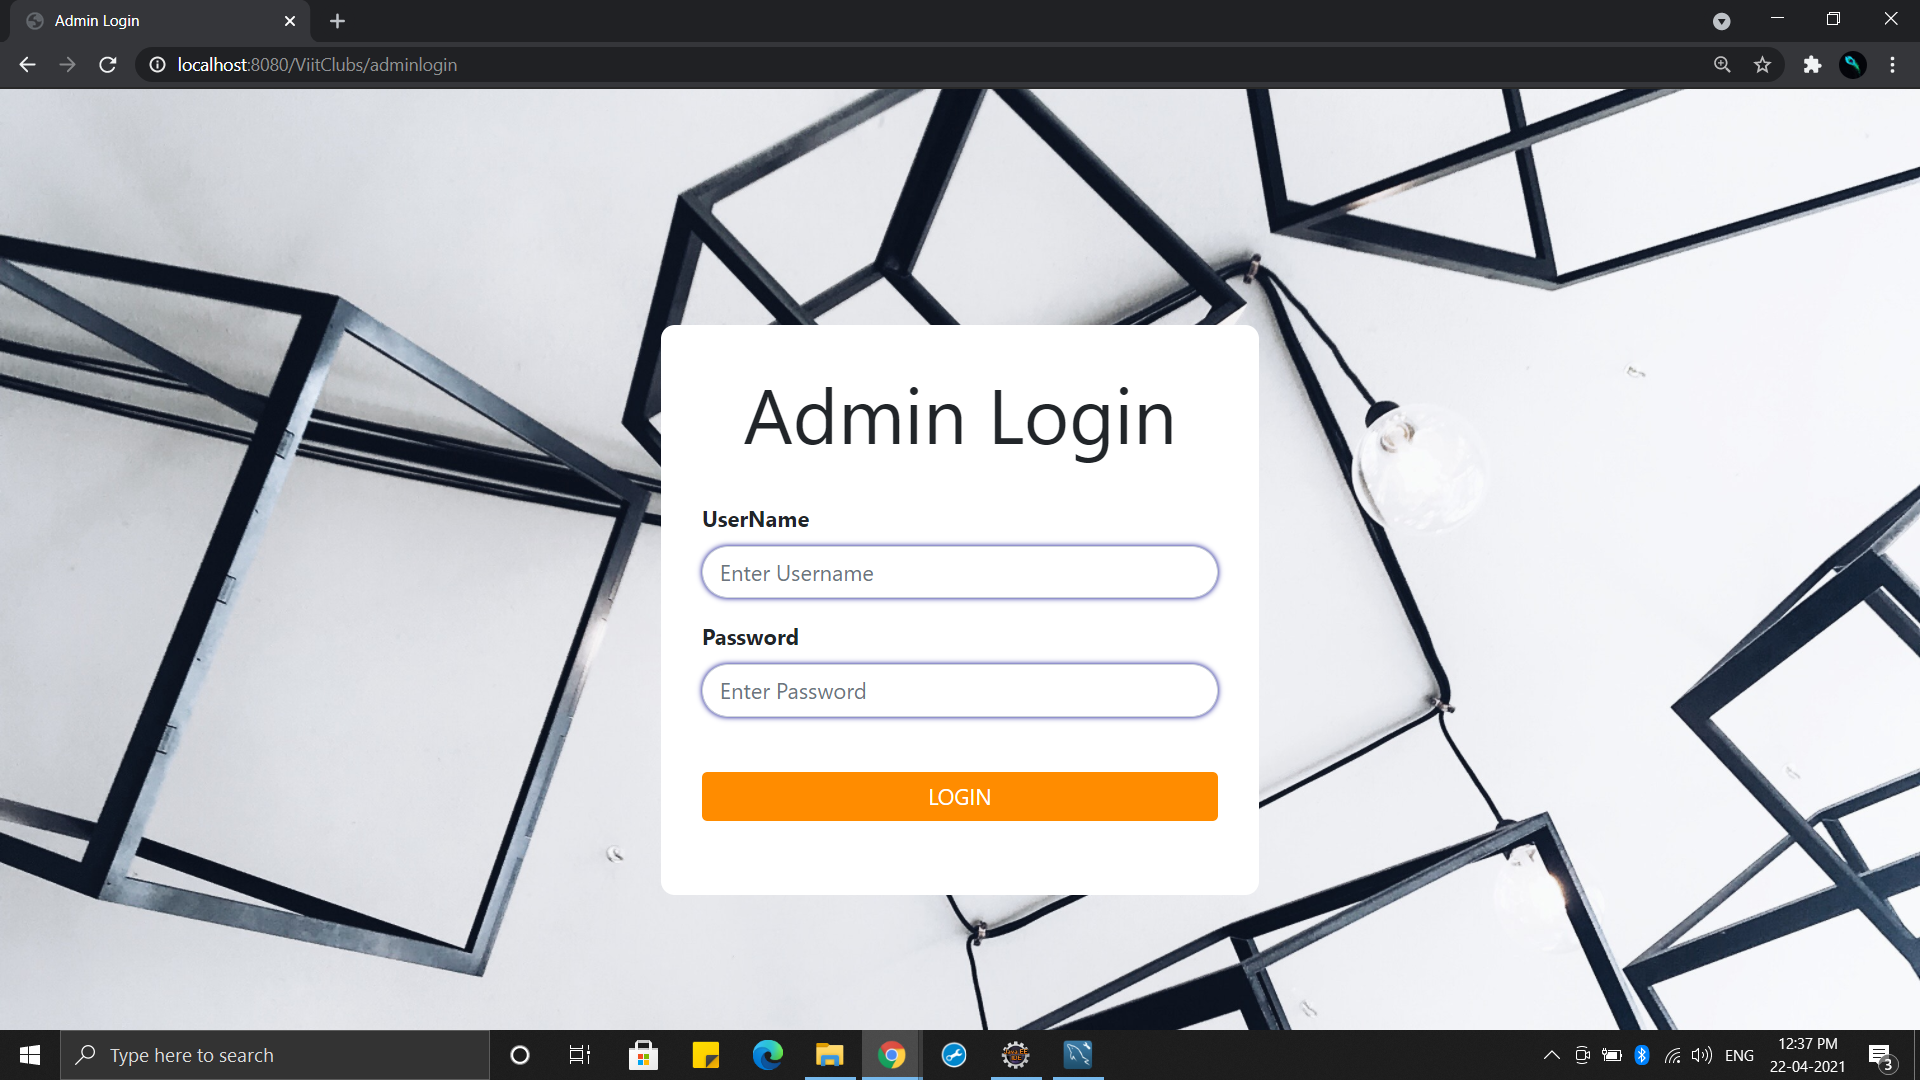 Admin Login
localhost:8080/ViitClubs/adminlogin
Admin Login
UserName
Enter Username
Password
Enter Password
LOGIN
Type here to search
ENG
12:37 PM
22-04-2021
3